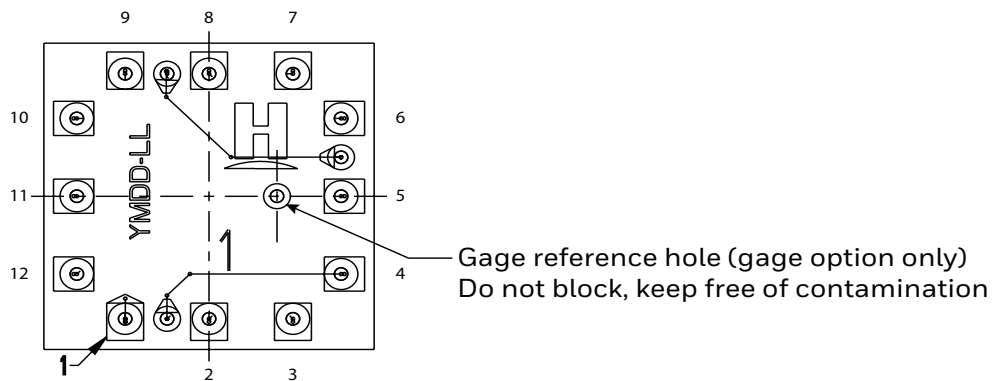 9 8 7
10 6
H
YMDD-LL
11 5
1
12 4
Gage reference hole (gage option only)
Do not block, keep free of contamination
1 2 3